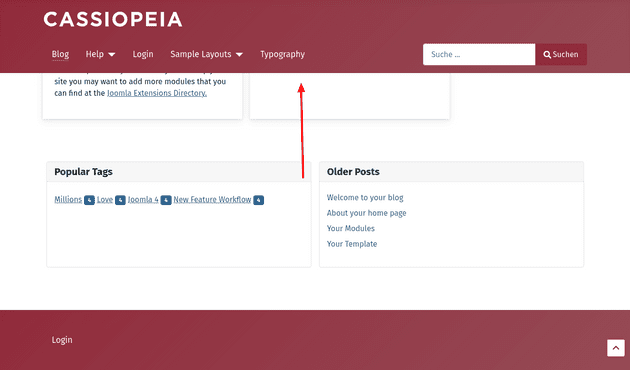 CASSIOPEIA
Blog Help Login Sample Layouts Typography Suche … Suchen
site you may want to add more modules that you
can find at the Joomla Extensions Directory.
Popular Tags
Millions 4 Love 4 Joomla 4 4 New Feature Workflow 4
Older Posts
Welcome to your blog
About your home page
Your Modules
Your Template
Login